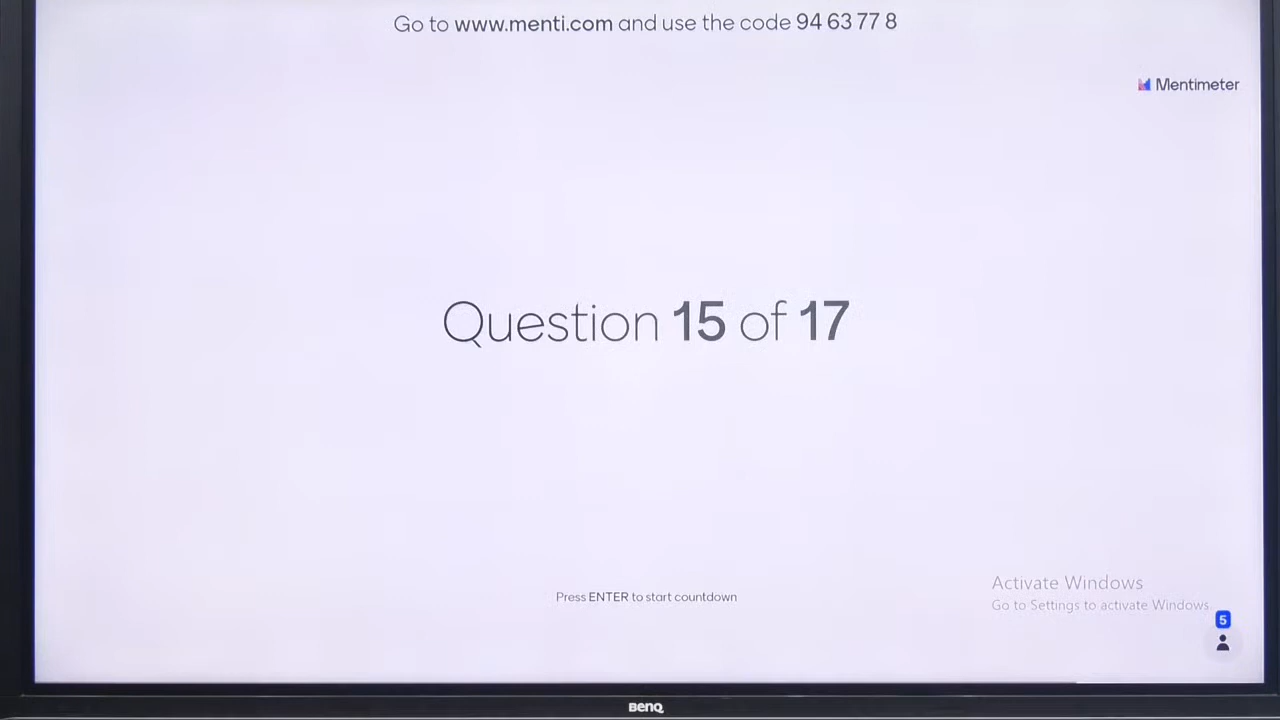 Go to www.menti.com and use the code 94 63 77 8
Mentimeter
Question 15 of 17
Press ENTER to start countdown
Activate Windows
Go to Settings to activate Windows.
5
BenQ